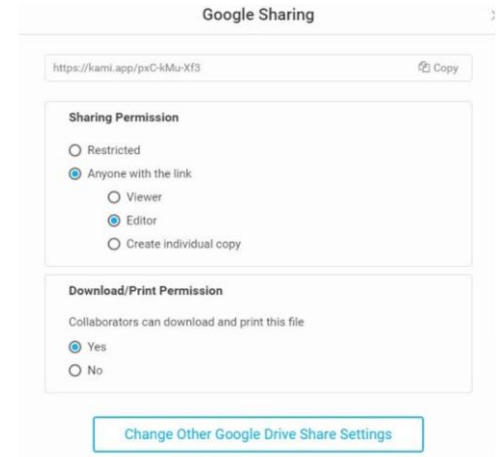 Google Sharing
https://kami.app/pxC-kMu-Xf3 Copy
Sharing Permission
Restricted
Anyone with the link
Viewer
Editor
Create individual copy
Download/Print Permission
Collaborators can download and print this file
Yes
No
Change Other Google Drive Share Settings